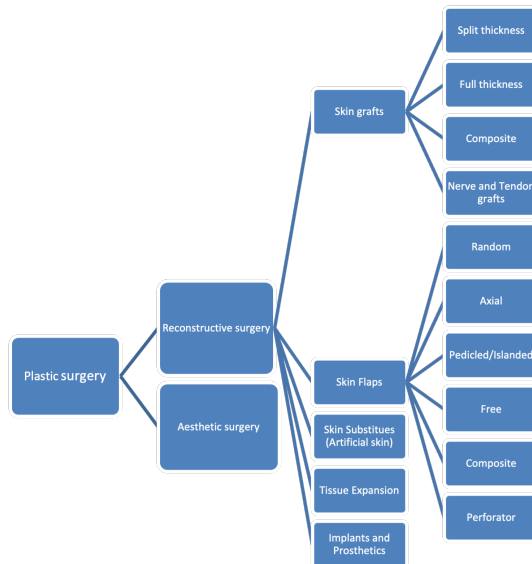 Plastic surgery
Reconstructive surgery
Aesthetic surgery
Skin grafts
Skin Flaps
Skin Substitues
(Artificial skin)
Tissue Expansion
Implants and
Prosthetics
Split thickness
Full thickness
Composite
Nerve and Tendon
grafts
Random
Axial
Pedicled/Islanded
Free
Composite
Perforator